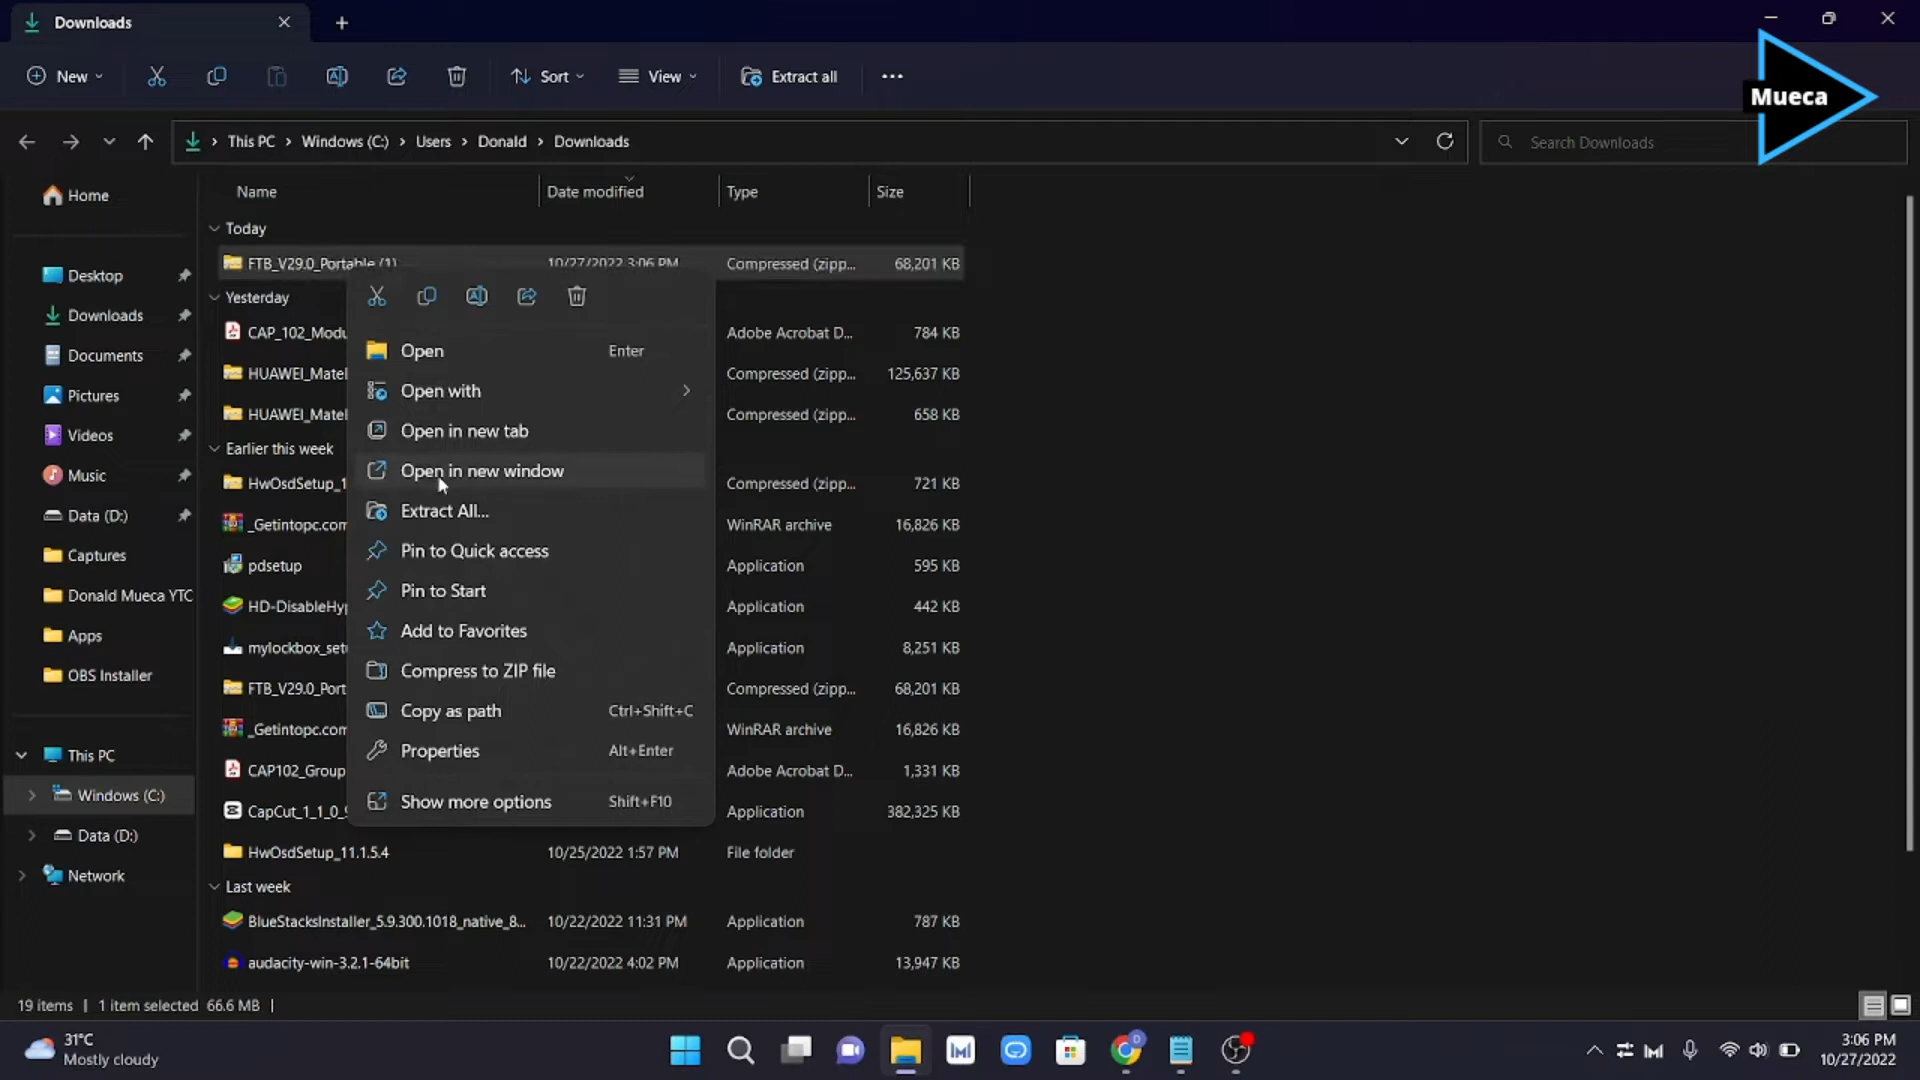 Downloads
New
Sort
View
Extract all
Mueca
This PC
Windows (C:)
Users
Donald
Downloads
Search Downloads
Name
Date modified
Type
Size
Home
Desktop
Downloads
Documents
Pictures
Videos
Music
Data (D:)
Captures
Donald Mueca YTC
Apps
OBS Installer
This PC
Windows (C:)
Data (D:)
Network
Today
FTB_V29.0_Portable (1) 10/27/2022 3:06 PM Compressed (zipp... 68,201 KB
Yesterday
CAP_102_Modu Adobe Acrobat D... 784 KB
HUAWEI_Matel Compressed (zipp... 125,637 KB
HUAWEI_Matel Compressed (zipp... 658 KB
Earlier this week
HwOsdSetup_1 Compressed (zipp... 721 KB
_Getintopc.com WinRAR archive 16,826 KB
pdsetup Application 595 KB
HD-DisableHyp Application 442 KB
mylockbox_setu Application 8,251 KB
FTB_V29.0_Port Compressed (zipp... 68,201 KB
_Getintopc.com WinRAR archive 16,826 KB
CAP102_Group Adobe Acrobat D... 1,331 KB
CapCut_1_1_0_9 Application 382,325 KB
HwOsdSetup_11.1.5.4 10/25/2022 1:57 PM File folder
Last week
BlueStacksInstaller_5.9.300.1018_native_8... 10/22/2022 11:31 PM Application 787 KB
audacity-win-3.2.1-64bit 10/22/2022 4:02 PM Application 13,947 KB
Open Enter
Open with
Open in new tab
Open in new window
Extract All...
Pin to Quick access
Pin to Start
Add to Favorites
Compress to ZIP file
Copy as path Ctrl+Shift+C
Properties Alt+Enter
Show more options Shift+F10
19 items | 1 item selected 66.6 MB |
31°C
Mostly cloudy
3:06 PM
10/27/2022